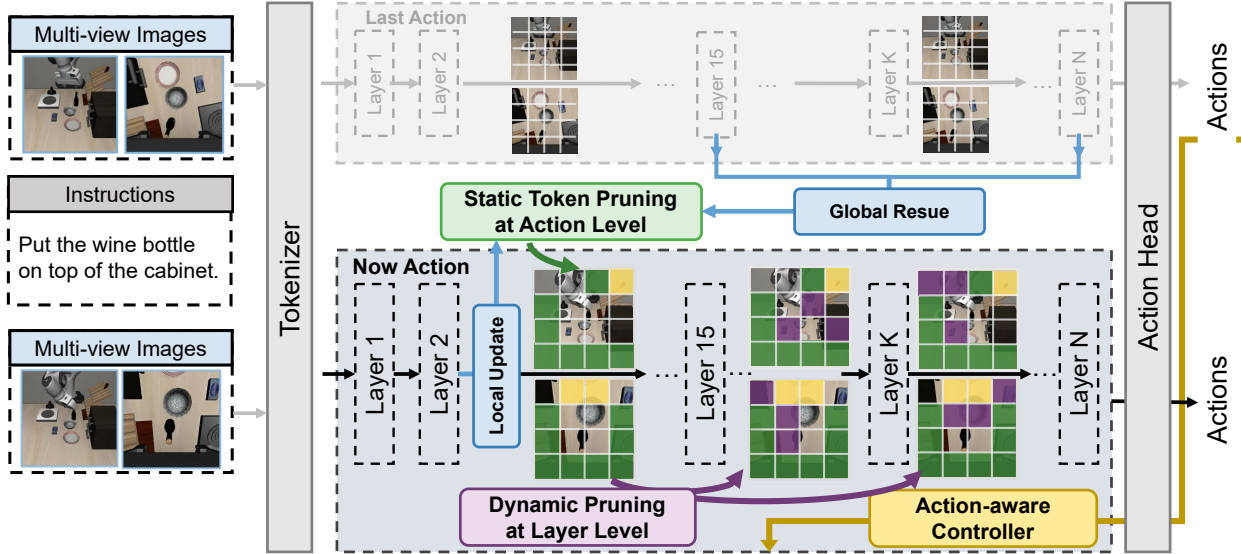 Multi-view Images
Instructions
Put the wine bottle
on top of the cabinet.
Multi-view Images
Tokenizer
Last Action
Layer 1
Layer 2
...
Layer 15
...
Layer K
...
Layer N
Static Token Pruning
at Action Level
Global Resue
Now Action
Layer 1
Layer 2
Local Update
...
Layer 15
...
Layer K
...
Layer N
Dynamic Pruning
at Layer Level
Action-aware
Controller
Action Head
Actions
Actions